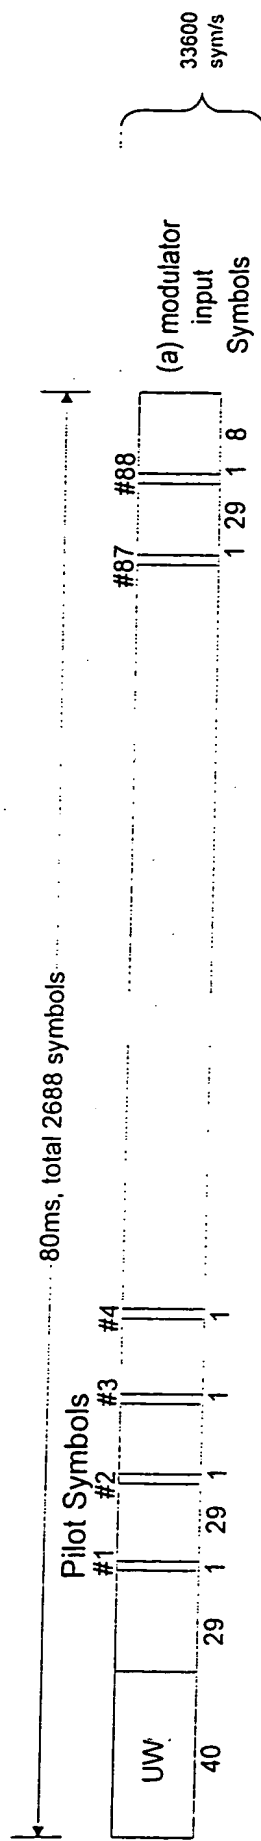 80ms, total 2688 symbols
Pilot Symbols
#1 #2 #3 #4 #87 #88
UW
40 29 1 29 1 1 1 1 29 1 8
(a) modulator
input
Symbols
33600
sym/s